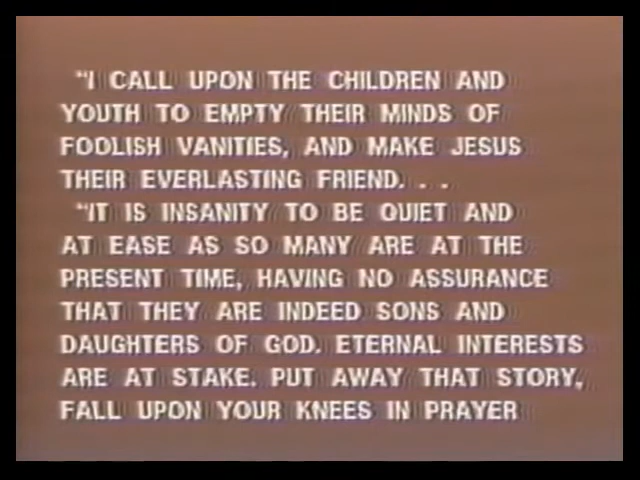 "I CALL UPON THE CHILDREN AND
YOUTH TO EMPTY THEIR MINDS OF
FOOLISH VANITIES, AND MAKE JESUS
THEIR EVERLASTING FRIEND. . .
"IT IS INSANITY TO BE QUIET AND
AT EASE AS SO MANY ARE AT THE
PRESENT TIME, HAVING NO ASSURANCE
THAT THEY ARE INDEED SONS AND
DAUGHTERS OF GOD. ETERNAL INTERESTS
ARE AT STAKE. PUT AWAY THAT STORY,
FALL UPON YOUR KNEES IN PRAYER